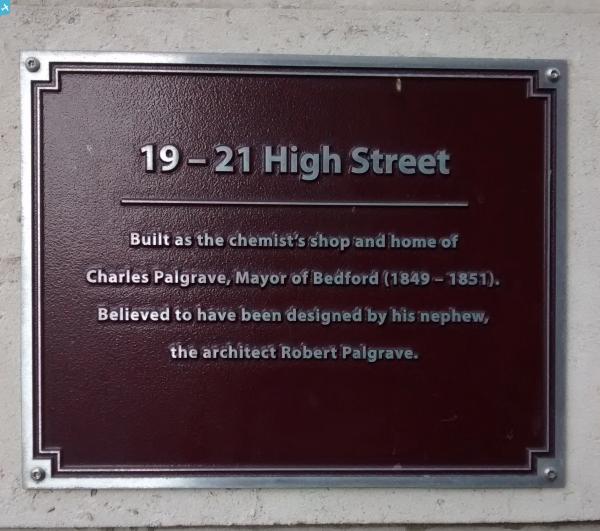 19 – 21 High Street
Built as the chemist's shop and home of
Charles Palgrave, Mayor of Bedford (1849 – 1851).
Believed to have been designed by his nephew,
the architect Robert Palgrave.